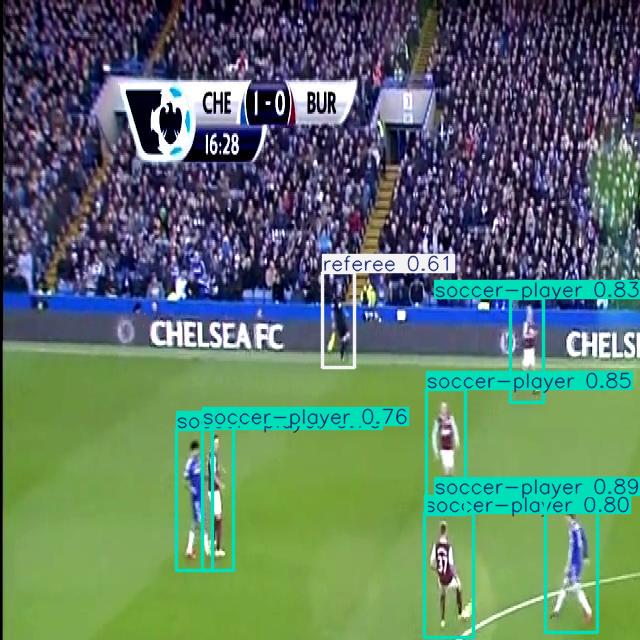 CHE 1-0 BUR
16:28
referee 0.61
soccer-player 0.83
CHELSEA FC
CHELS
soccer-player 0.85
soccer-player 0.76
soccer-player 0.89
soccer-player 0.80
37